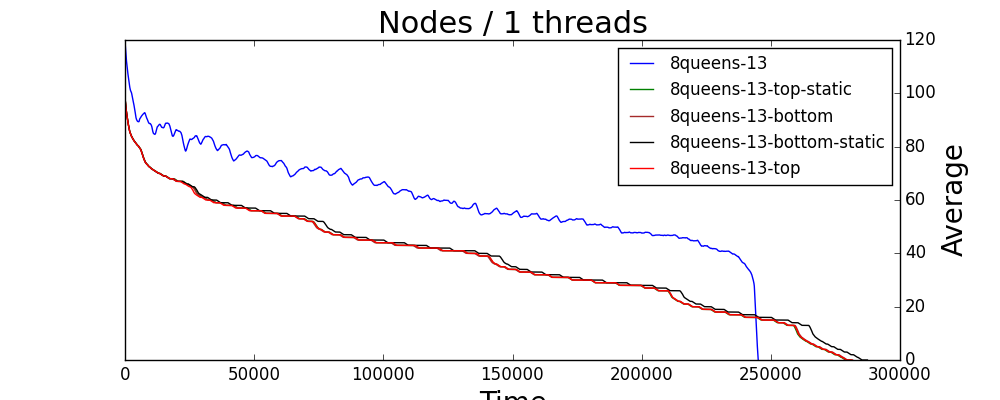 Nodes / 1 threads
8queens-13
8queens-13-top-static
8queens-13-bottom
8queens-13-bottom-static
8queens-13-top
120
100
80
60
40
20
0
Average
0 50000 100000 150000 200000 250000 300000
Time